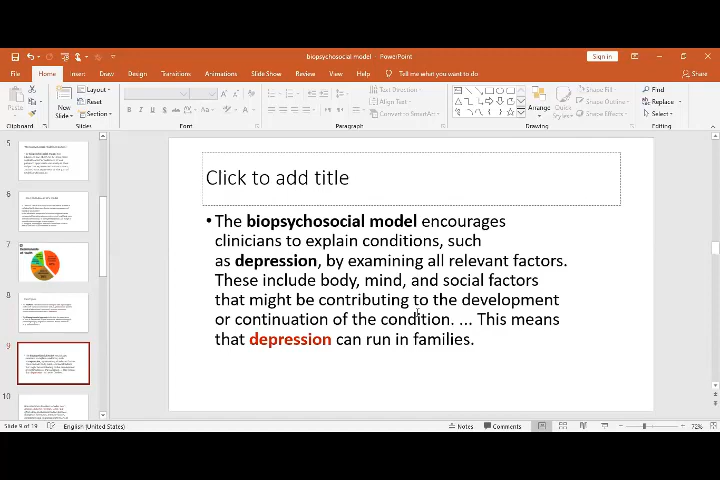 biopsychosocial model - PowerPoint
Sign in
File Home Insert Draw Design Transitions Animations Slide Show Review View Help Tell me what you want to do Share
Paste
New Slide
Layout
Reset
Section
B I U S
Text Direction
Align Text
Convert to SmartArt
Arrange
Quick Styles
Shape Fill
Shape Outline
Shape Effects
Find
Replace
Select
Clipboard Slides Font Paragraph Drawing Editing
5
6
7
8
9
10
Click to add title
• The biopsychosocial model encourages
clinicians to explain conditions, such
as depression, by examining all relevant factors.
These include body, mind, and social factors
that might be contributing to the development
or continuation of the condition. ... This means
that depression can run in families.
Slide 9 of 19 English (United States) Notes Comments 72%